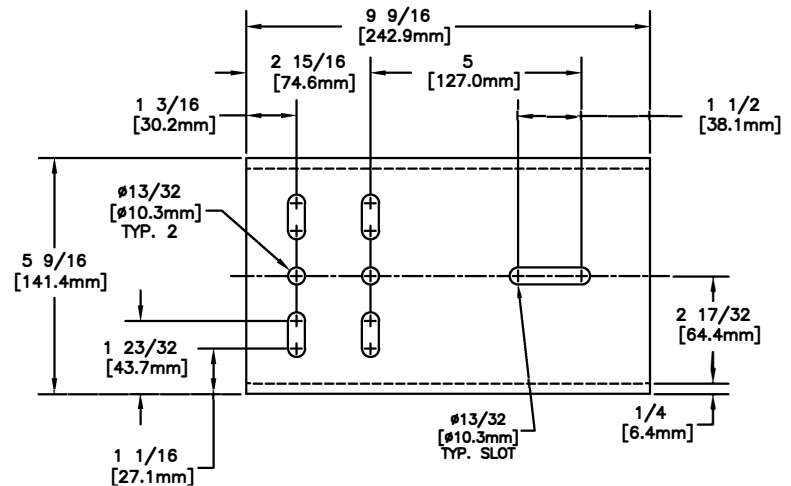 9 9/16
[242.9mm]
2 15/16
[74.6mm]
5
[127.0mm]
1 3/16
[30.2mm]
1 1/2
[38.1mm]
ø13/32
[ø10.3mm]
TYP. 2
5 9/16
[141.4mm]
2 17/32
[64.4mm]
1 23/32
[43.7mm]
ø13/32
[ø10.3mm]
TYP. SLOT
1/4
[6.4mm]
1 1/16
[27.1mm]